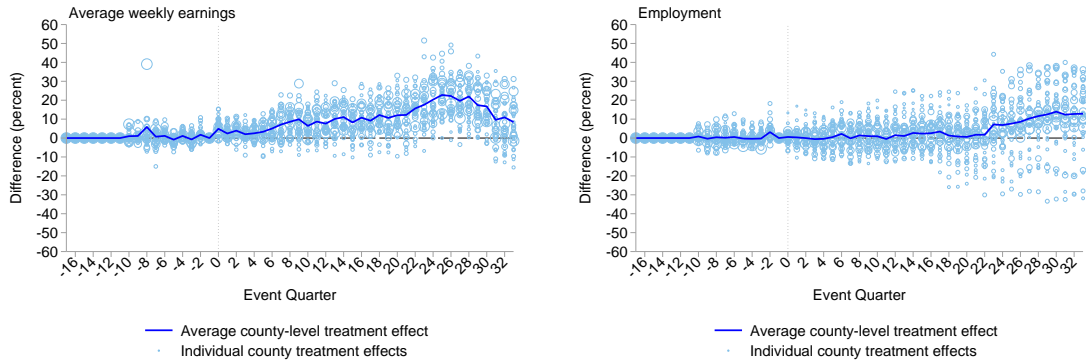 Average weekly earnings
60
50
40
30
20
10
0
-10
-20
-30
-40
-50
-60
Difference (percent)
-16 -14 -12 -10 -8 -6 -4 -2 0 2 4 6 8 10 12 14 16 18 20 22 24 26 28 30 32
Event Quarter
Average county-level treatment effect
Individual county treatment effects
Employment
60
50
40
30
20
10
0
-10
-20
-30
-40
-50
-60
Difference (percent)
-16 -14 -12 -10 -8 -6 -4 -2 0 2 4 6 8 10 12 14 16 18 20 22 24 26 28 30 32
Event Quarter
Average county-level treatment effect
Individual county treatment effects